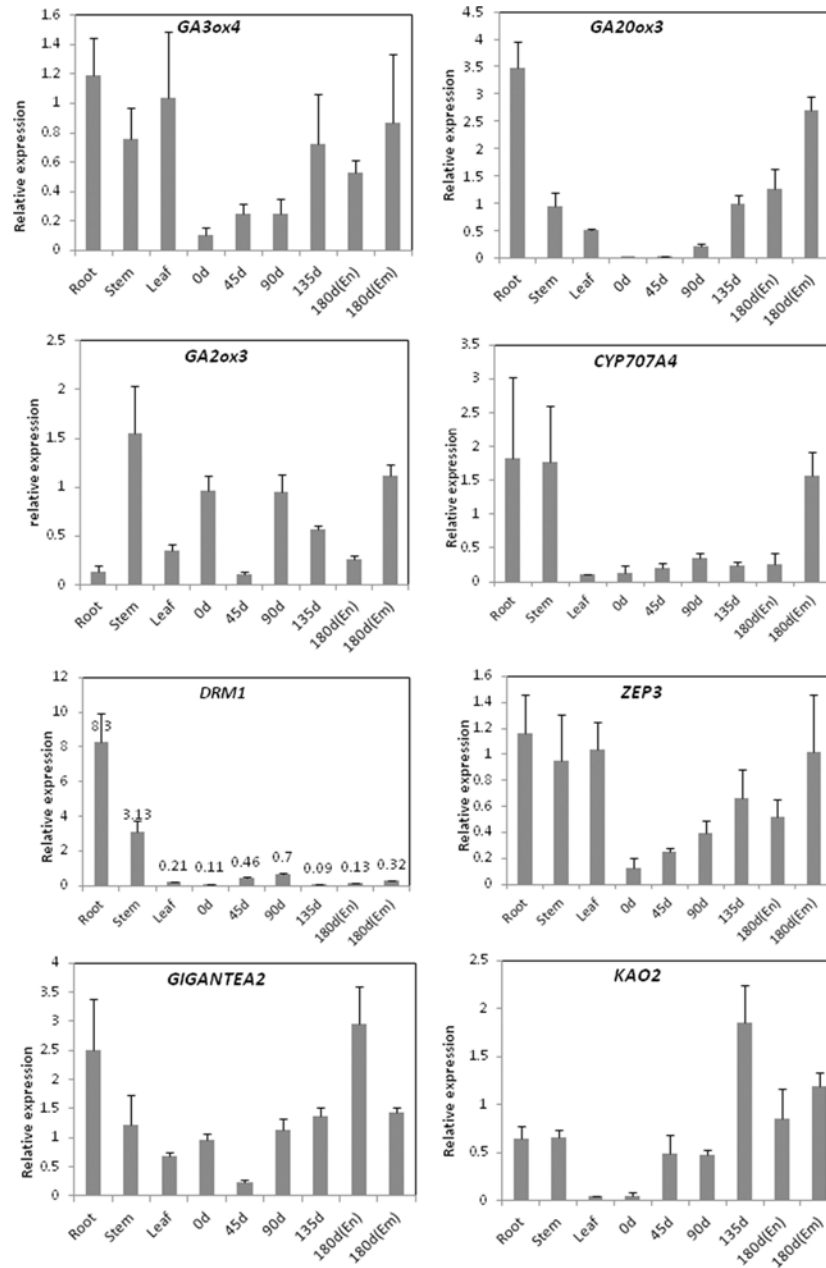 GA3ox4
Relative expression
1.6
1.4
1.2
1
0.8
0.6
0.4
0.2
0
Root
Stem
Leaf
0d
45d
90d
135d
180d(En)
180d(Em)
GA20ox3
Relative expression
4
3.5
3
2.5
2
1.5
1
0.5
0
Root
Stem
Leaf
0d
45d
90d
135d
180d(En)
180d(Em)
GA2ox3
relative expression
2.5
2
1.5
1
0.5
0
Root
Stem
Leaf
0d
45d
90d
135d
180d(En)
180d(Em)
CYP707A4
Relative expression
3.5
3
2.5
2
1.5
1
0.5
0
Root
Stem
Leaf
0d
45d
90d
135d
180d(En)
180d(Em)
DRM1
Relative expression
12
10
8
6
4
2
0
8.3
3.13
0.21
0.11
0.46
0.7
0.09
0.13
0.32
Root
Stem
Leaf
0d
45d
90d
135d
180d(En)
180d(Em)
ZEP3
Relative expression
1.6
1.4
1.2
1
0.8
0.6
0.4
0.2
0
Root
Stem
Leaf
0d
45d
90d
135d
180d(En)
180d(Em)
GIGANTEA2
Relative expression
4
3.5
3
2.5
2
1.5
1
0.5
0
Root
Stem
Leaf
0d
45d
90d
135d
180d(En)
180d(Em)
KAO2
Relative expression
2.5
2
1.5
1
0.5
0
Root
Stem
Leaf
0d
45d
90d
135d
180d(En)
180d(Em)